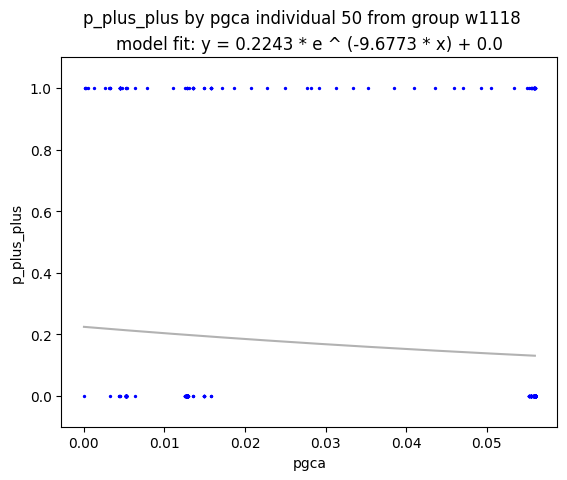 p_plus_plus by pgca individual 50 from group w1118
model fit: y = 0.2243 * e ^ (-9.6773 * x) + 0.0
1.0
0.8
0.6
0.4
0.2
0.0
p_plus_plus
0.00 0.01 0.02 0.03 0.04 0.05
pgca